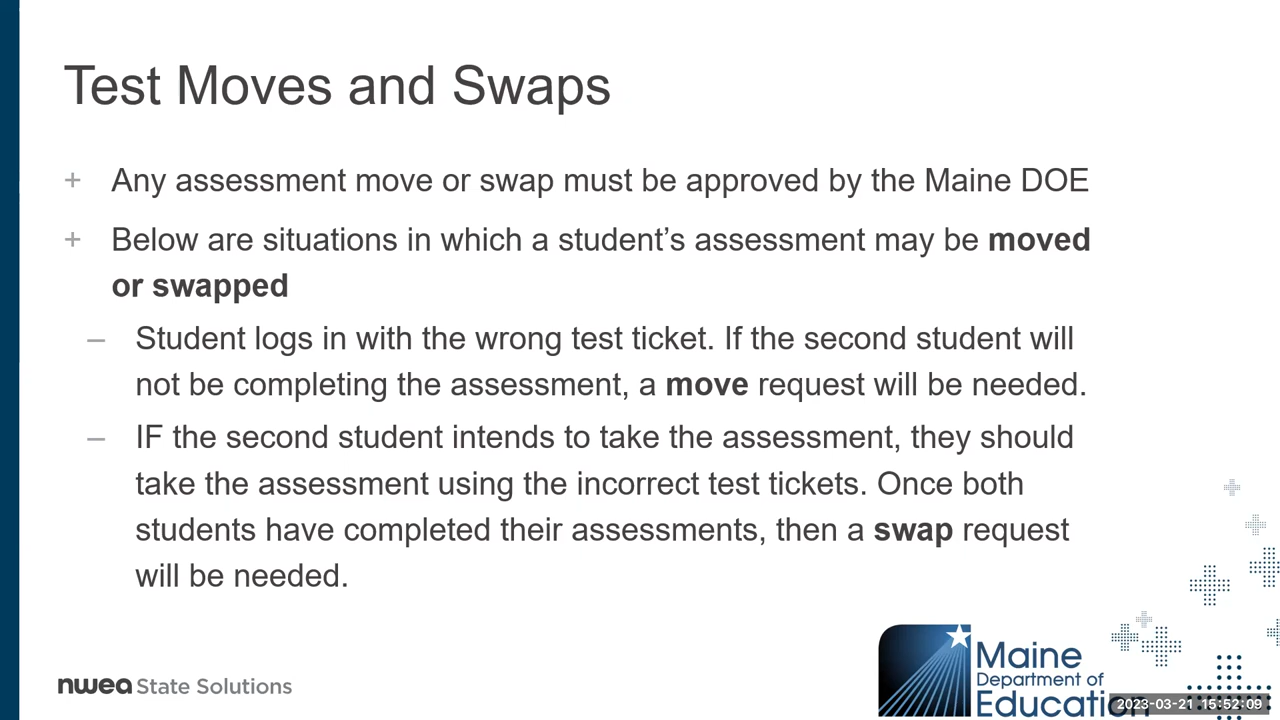 Test Moves and Swaps
+ Any assessment move or swap must be approved by the Maine DOE
+ Below are situations in which a student’s assessment may be moved
or swapped
– Student logs in with the wrong test ticket. If the second student will
not be completing the assessment, a move request will be needed.
– IF the second student intends to take the assessment, they should
take the assessment using the incorrect test tickets. Once both
students have completed their assessments, then a swap request
will be needed.
nwea State Solutions
Maine
Department of
Education
2023-03-21 15:52:09